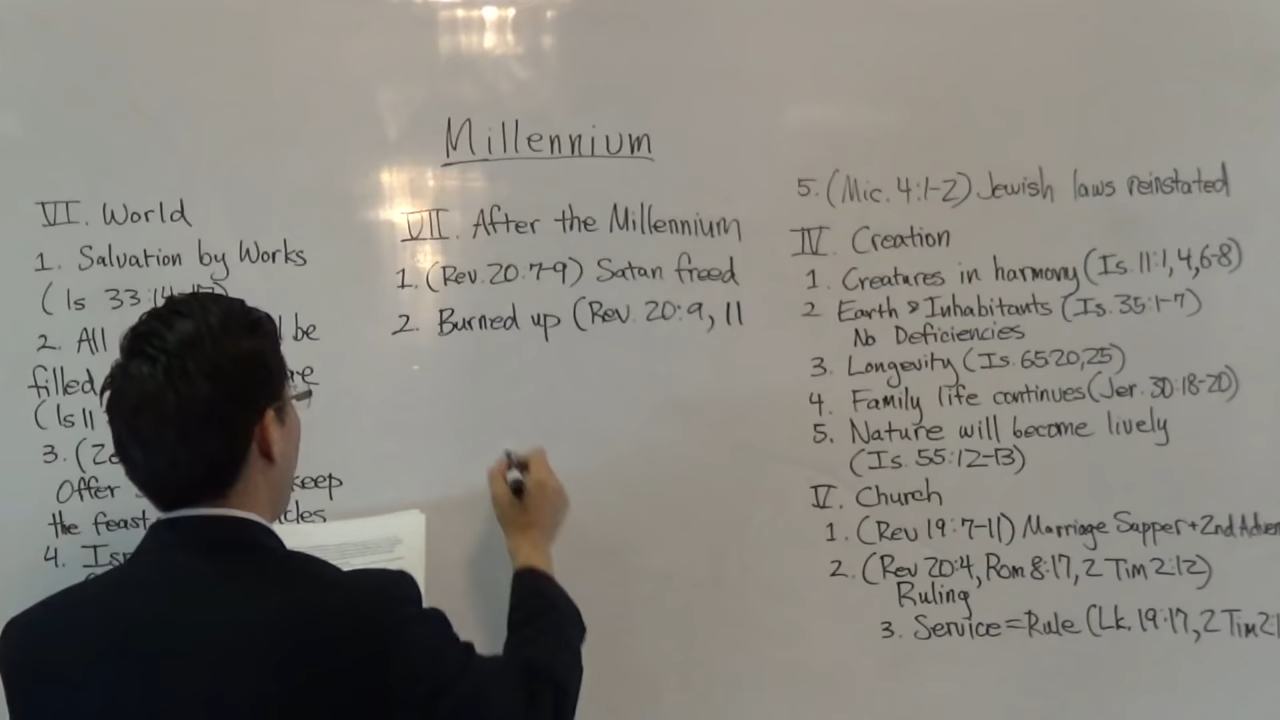 Millennium
VI. World
1. Salvation by Works
(Is 33:14
2. All be
filled
(Is 11
3. (Ze
Offer keep
the feast
4.
VII. After the Millennium
1. (Rev. 20:7-9) Satan freed
2. Burned up (Rev. 20:9, 11
5. (Mic. 4:1-2) Jewish laws reinstated
IV. Creation
1. Creatures in harmony (Is. 11:1,4,6-8)
2 Earth & Inhabitants (Is. 35:1-7)
No Deficiencies
3. Longevity (Is. 65:20,25)
4. Family life continues (Jer. 30:18-20)
5. Nature will become lively
(Is. 55:12-13)
V. Church
1. (Rev 19:7-11) Marriage Supper + 2nd Adven
2. (Rev 20:4, Rom 8:17, 2 Tim 2:12)
Ruling
3. Service = Rule (Lk. 19:17, 2 Tim 2:1